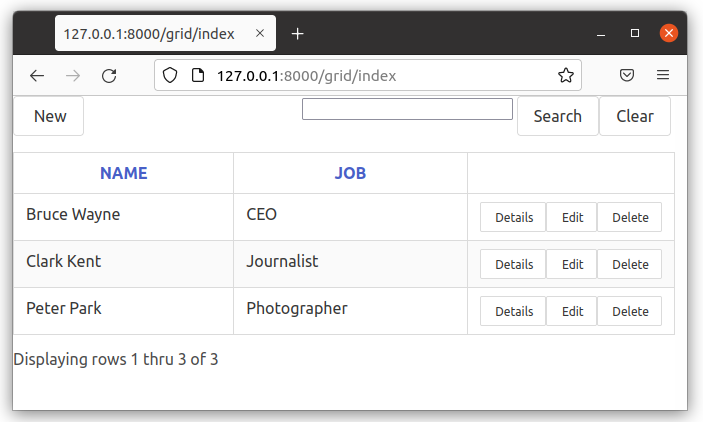 127.0.0.1:8000/grid/index
127.0.0.1:8000/grid/index
New Search Clear
NAME JOB
Bruce Wayne CEO Details Edit Delete
Clark Kent Journalist Details Edit Delete
Peter Park Photographer Details Edit Delete
Displaying rows 1 thru 3 of 3